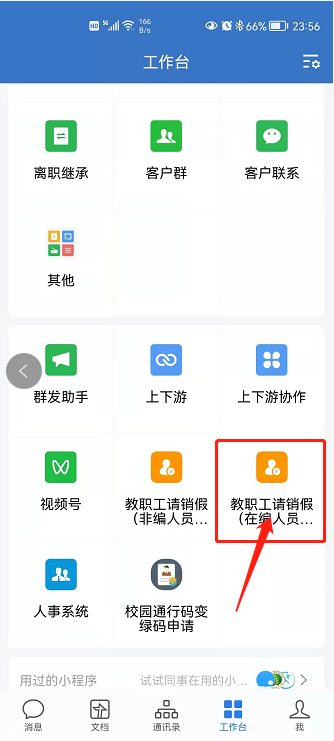 HD 5G 166 B/s 66% 23:56
工作台
离职继承 客户群 客户联系
其他
群发助手 上下游 上下游协作
视频号 教职工请销假 教职工请销假
（非编人员... （在编人员...
人事系统 校园通行码变
绿码申请
用过的小程序 试试同事在用的小...
消息 文档 通讯录 工作台 我